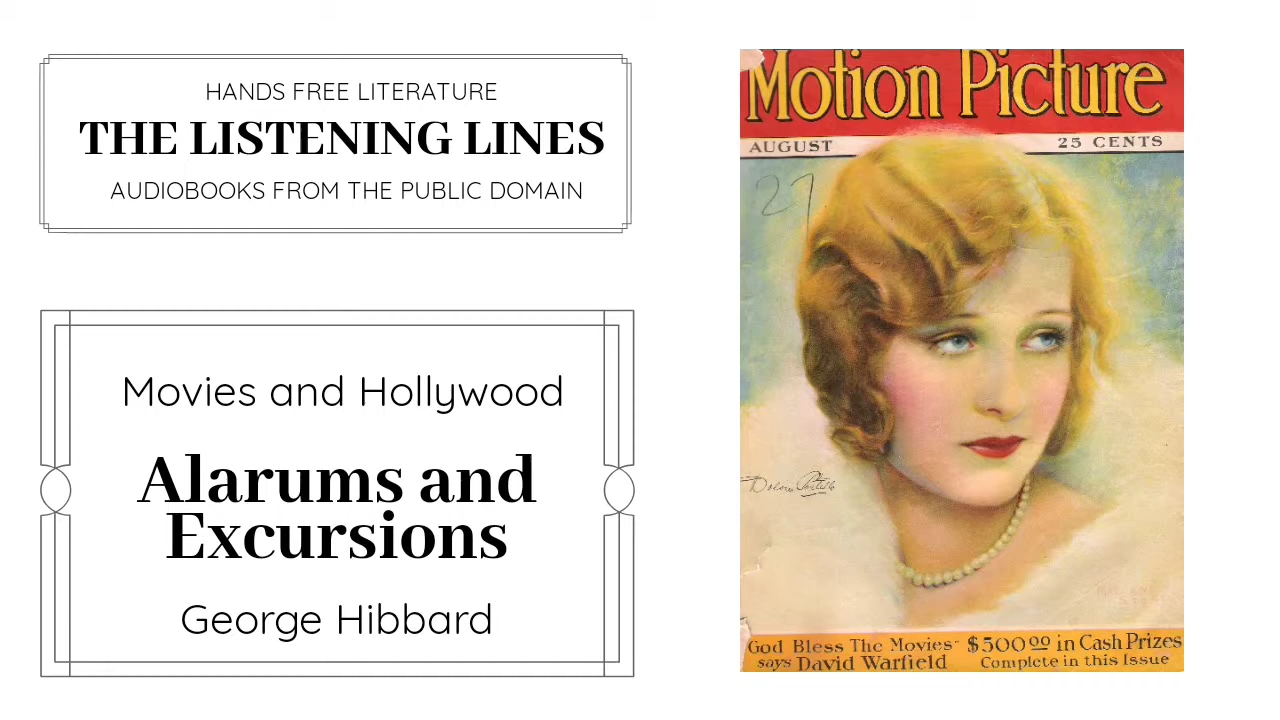 HANDS FREE LITERATURE
THE LISTENING LINES
AUDIOBOOKS FROM THE PUBLIC DOMAIN
Movies and Hollywood
Alarums and
Excursions
George Hibbard
Motion Picture
AUGUST 25 CENTS
27
"God Bless The Movies"
says David Warfield
$500.00 in Cash Prizes
Complete in this Issue